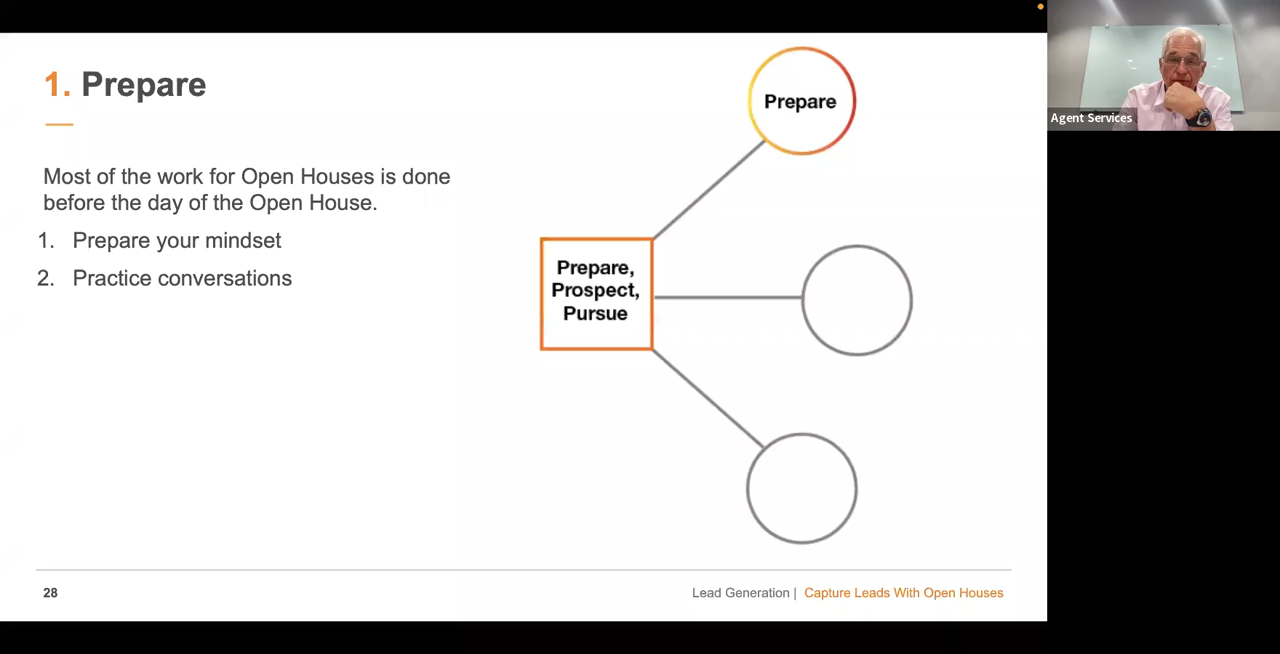 1. Prepare
Most of the work for Open Houses is done
before the day of the Open House.
1. Prepare your mindset
2. Practice conversations
Prepare
Prepare,
Prospect,
Pursue
28
Lead Generation | Capture Leads With Open Houses
Agent Services